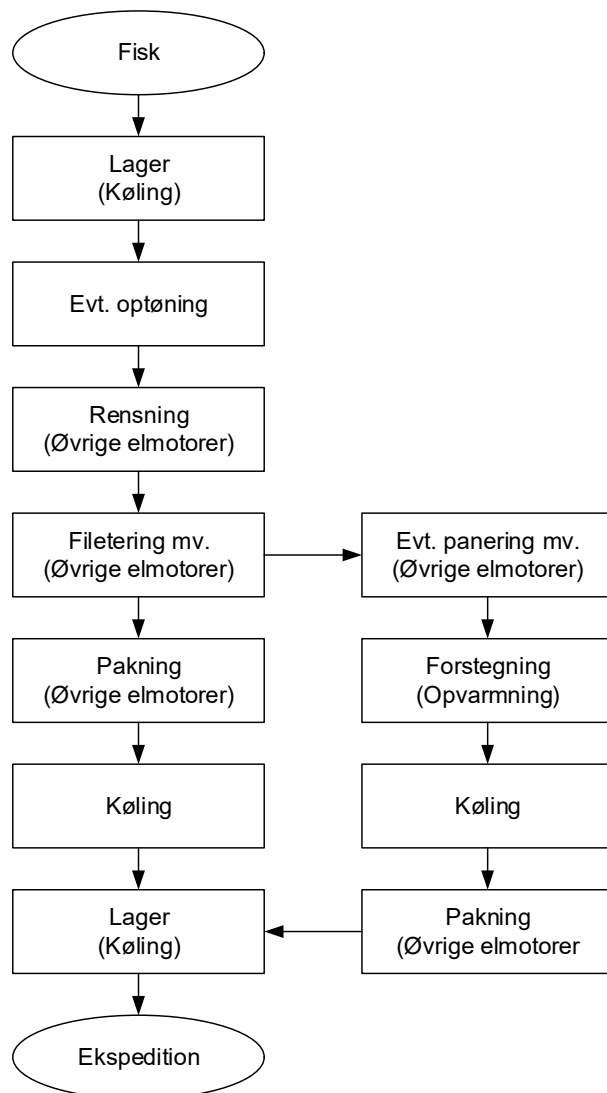 Fisk
Lager
(Køling)
Evt. optøning
Rensning
(Øvrige elmotorer)
Filetering mv.
(Øvrige elmotorer)
Evt. panering mv.
(Øvrige elmotorer)
Pakning
(Øvrige elmotorer)
Forstegning
(Opvarmning)
Køling
Køling
Lager
(Køling)
Pakning
(Øvrige elmotorer
Ekspedition